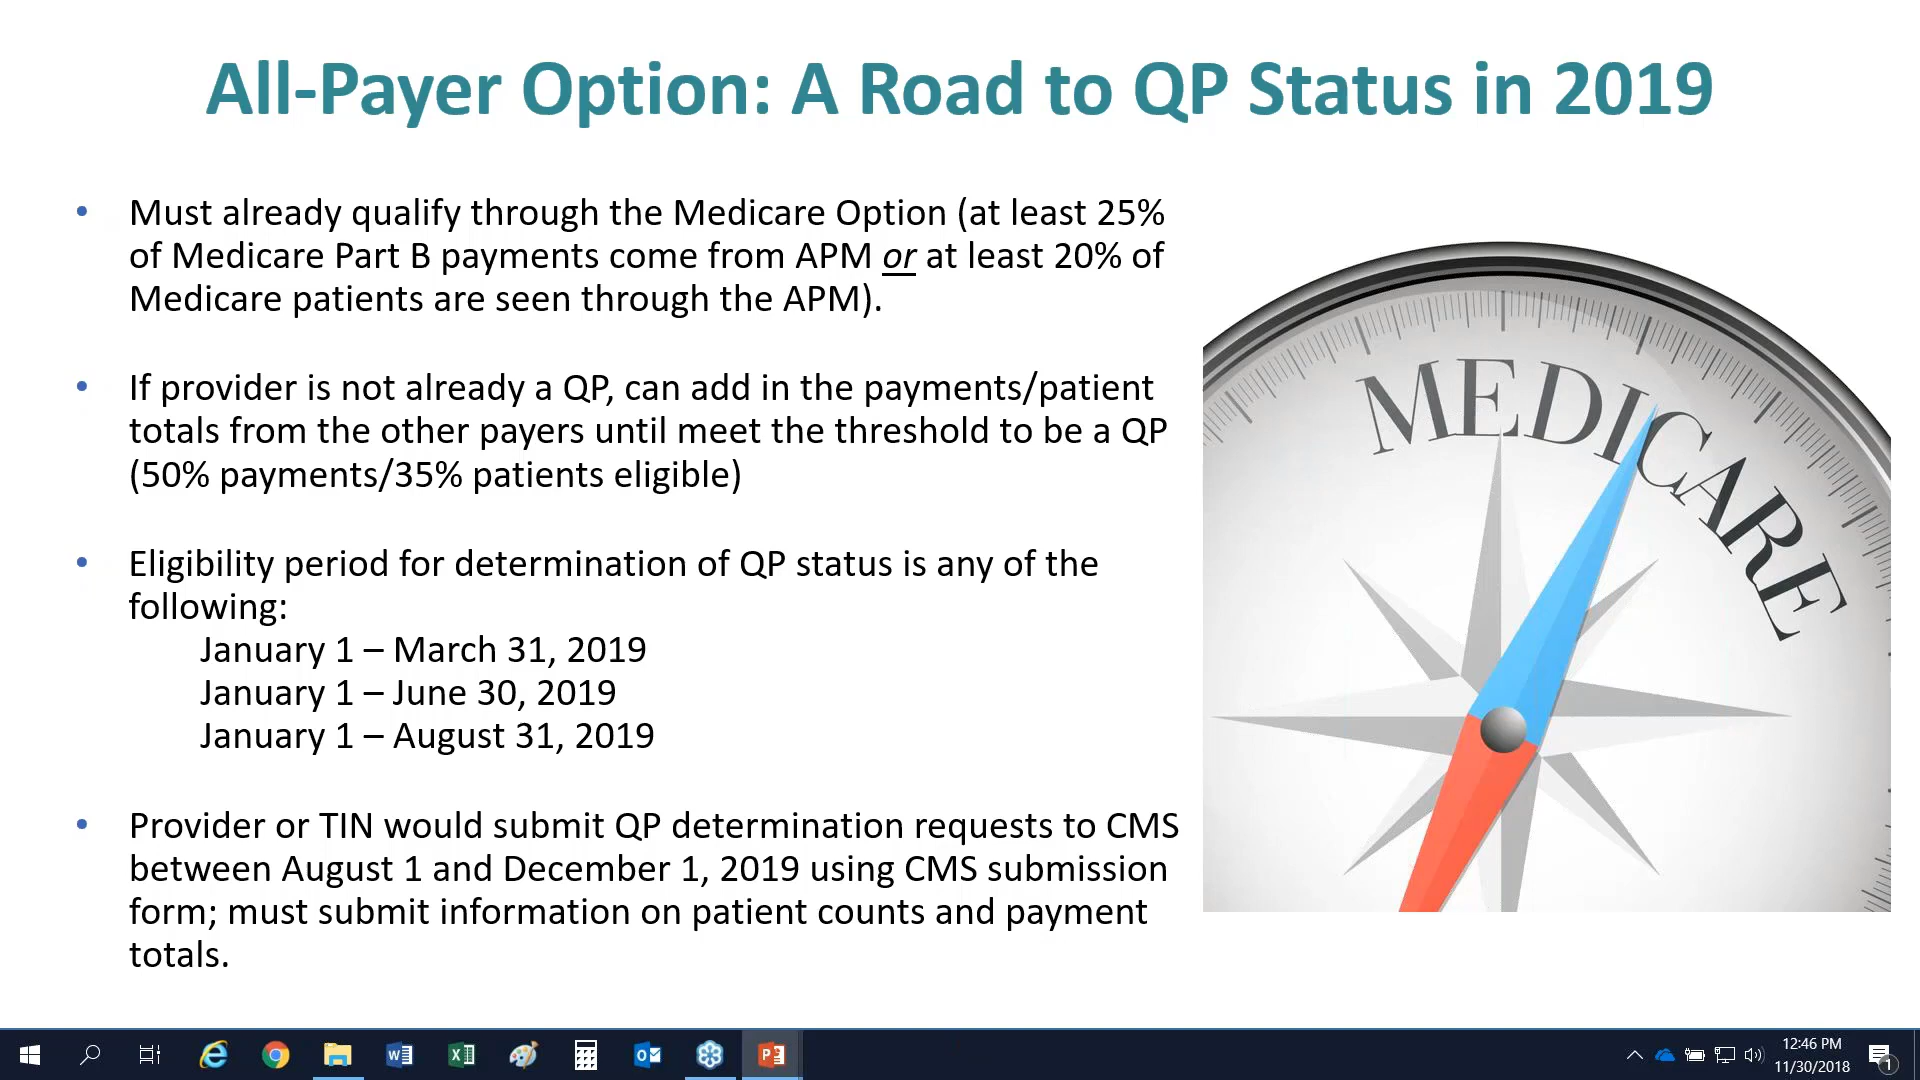 All-Payer Option: A Road to QP Status in 2019
• Must already qualify through the Medicare Option (at least 25%
of Medicare Part B payments come from APM or at least 20% of
Medicare patients are seen through the APM).
• If provider is not already a QP, can add in the payments/patient
totals from the other payers until meet the threshold to be a QP
(50% payments/35% patients eligible)
• Eligibility period for determination of QP status is any of the
following:
January 1 – March 31, 2019
January 1 – June 30, 2019
January 1 – August 31, 2019
• Provider or TIN would submit QP determination requests to CMS
between August 1 and December 1, 2019 using CMS submission
form; must submit information on patient counts and payment
totals.
MEDICARE
12:46 PM
11/30/2018
1